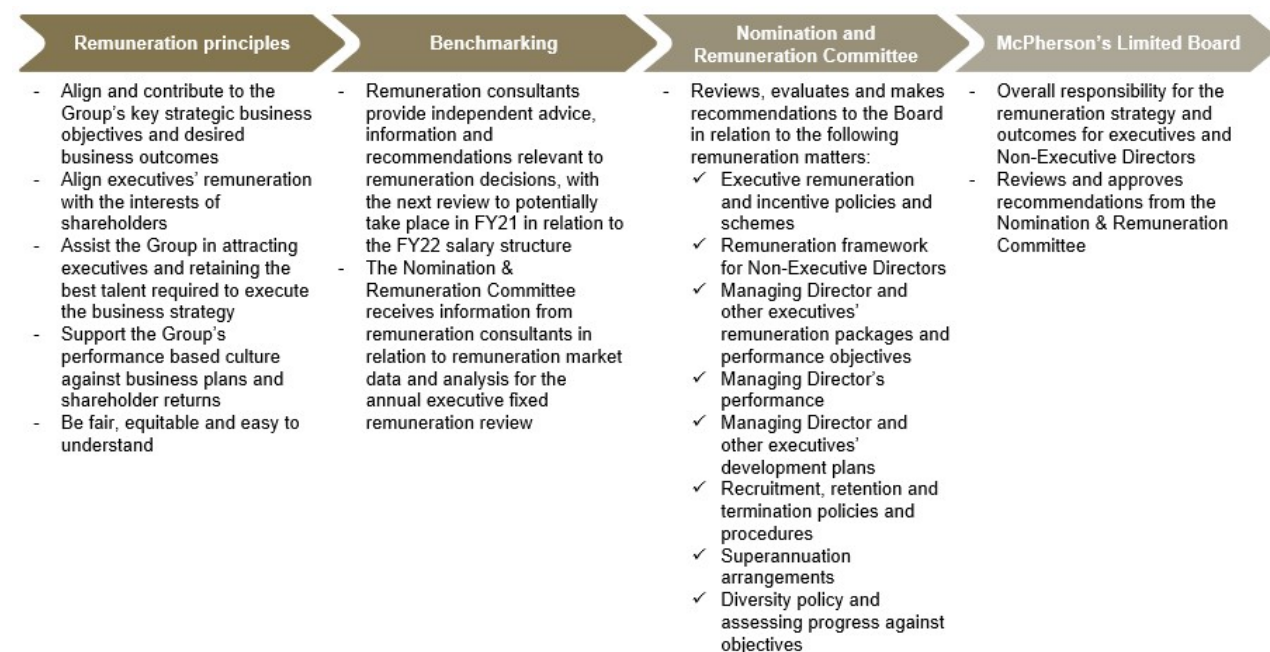 Remuneration principles
- Align and contribute to the
Group's key strategic business
objectives and desired
business outcomes
- Align executives' remuneration
with the interests of
shareholders
- Assist the Group in attracting
executives and retaining the
best talent required to execute
the business strategy
- Support the Group's
performance based culture
against business plans and
shareholder returns
- Be fair, equitable and easy to
understand
Benchmarking
- Remuneration consultants
provide independent advice,
information and
recommendations relevant to
remuneration decisions, with
the next review to potentially
take place in FY21 in relation to
the FY22 salary structure
- The Nomination &
Remuneration Committee
receives information from
remuneration consultants in
relation to remuneration market
data and analysis for the
annual executive fixed
remuneration review
Nomination and
Remuneration Committee
- Reviews, evaluates and makes
recommendations to the Board
in relation to the following
remuneration matters:
✓ Executive remuneration
and incentive policies and
schemes
✓ Remuneration framework
for Non-Executive Directors
✓ Managing Director and
other executives'
remuneration packages and
performance objectives
✓ Managing Director's
performance
✓ Managing Director and
other executives'
development plans
✓ Recruitment, retention and
termination policies and
procedures
✓ Superannuation
arrangements
✓ Diversity policy and
assessing progress against
objectives
McPherson's Limited Board
- Overall responsibility for the
remuneration strategy and
outcomes for executives and
Non-Executive Directors
- Reviews and approves
recommendations from the
Nomination & Remuneration
Committee